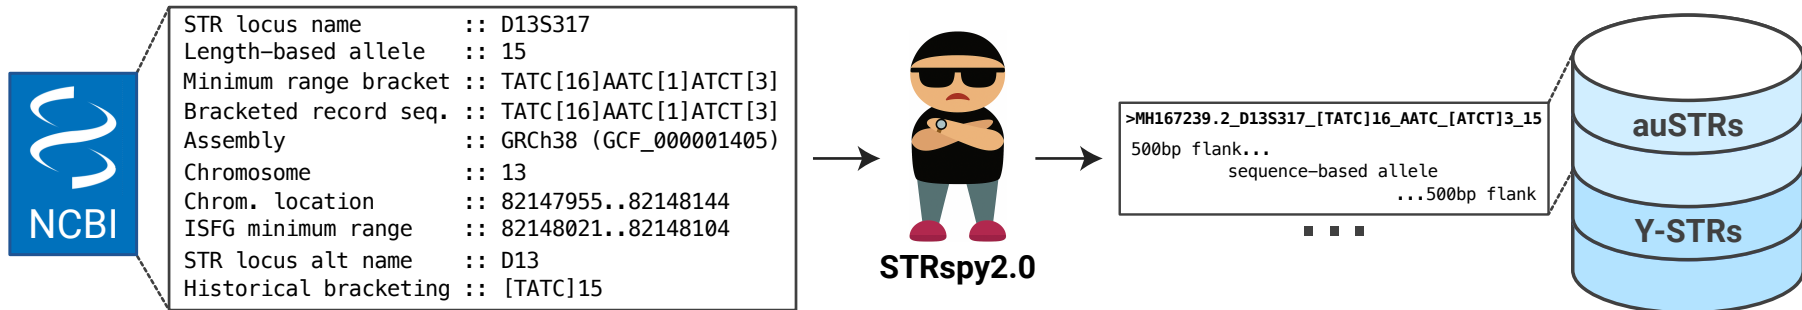 NCBI
STR locus name :: D13S317
Length-based allele :: 15
Minimum range bracket :: TATC[16]AATC[1]ATCT[3]
Bracketed record seq. :: TATC[16]AATC[1]ATCT[3]
Assembly :: GRCh38 (GCF_000001405)
Chromosome :: 13
Chrom. location :: 82147955..82148144
ISFG minimum range :: 82148021..82148104
STR locus alt name :: D13
Historical bracketing :: [TATC]15
STRspy2.0
>MH167239.2_D13S317_[TATC]16_AATC_[ATCT]3_15
500bp flank...
sequence-based allele
...500bp flank
...
auSTRs
Y-STRs